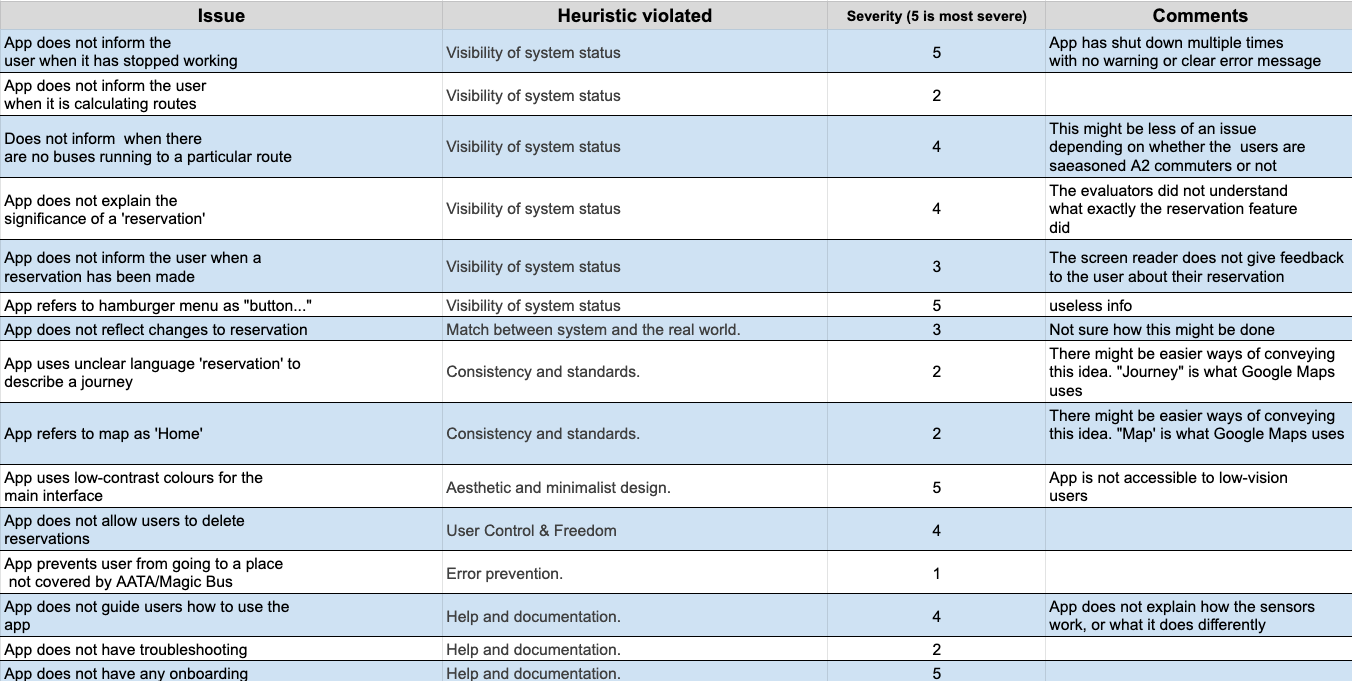 Issue Heuristic violated Severity (5 is most severe) Comments
App does not inform the
user when it has stopped working
Visibility of system status
5
App has shut down multiple times
with no warning or clear error message
App does not inform the user
when it is calculating routes
Visibility of system status
2
Does not inform  when there
are no buses running to a particular route
Visibility of system status
4
This might be less of an issue
depending on whether the  users are
saeasoned A2 commuters or not
App does not explain the
significance of a 'reservation'
Visibility of system status
4
The evaluators did not understand
what exactly the reservation feature
did
App does not inform the user when a
reservation has been made
Visibility of system status
3
The screen reader does not give feedback
to the user about their reservation
App refers to hamburger menu as "button..."
Visibility of system status
5
useless info
App does not reflect changes to reservation
Match between system and the real world.
3
Not sure how this might be done
App uses unclear language 'reservation' to
describe a journey
Consistency and standards.
2
There might be easier ways of conveying
this idea. "Journey" is what Google Maps
uses
App refers to map as 'Home'
Consistency and standards.
2
There might be easier ways of conveying
this idea. "Map' is what Google Maps uses
App uses low-contrast colours for the
main interface
Aesthetic and minimalist design.
5
App is not accessible to low-vision
users
App does not allow users to delete
reservations
User Control & Freedom
4
App prevents user from going to a place
not covered by AATA/Magic Bus
Error prevention.
1
App does not guide users how to use the
app
Help and documentation.
4
App does not explain how the sensors
work, or what it does differently
App does not have troubleshooting
Help and documentation.
2
App does not have any onboarding
Help and documentation.
5